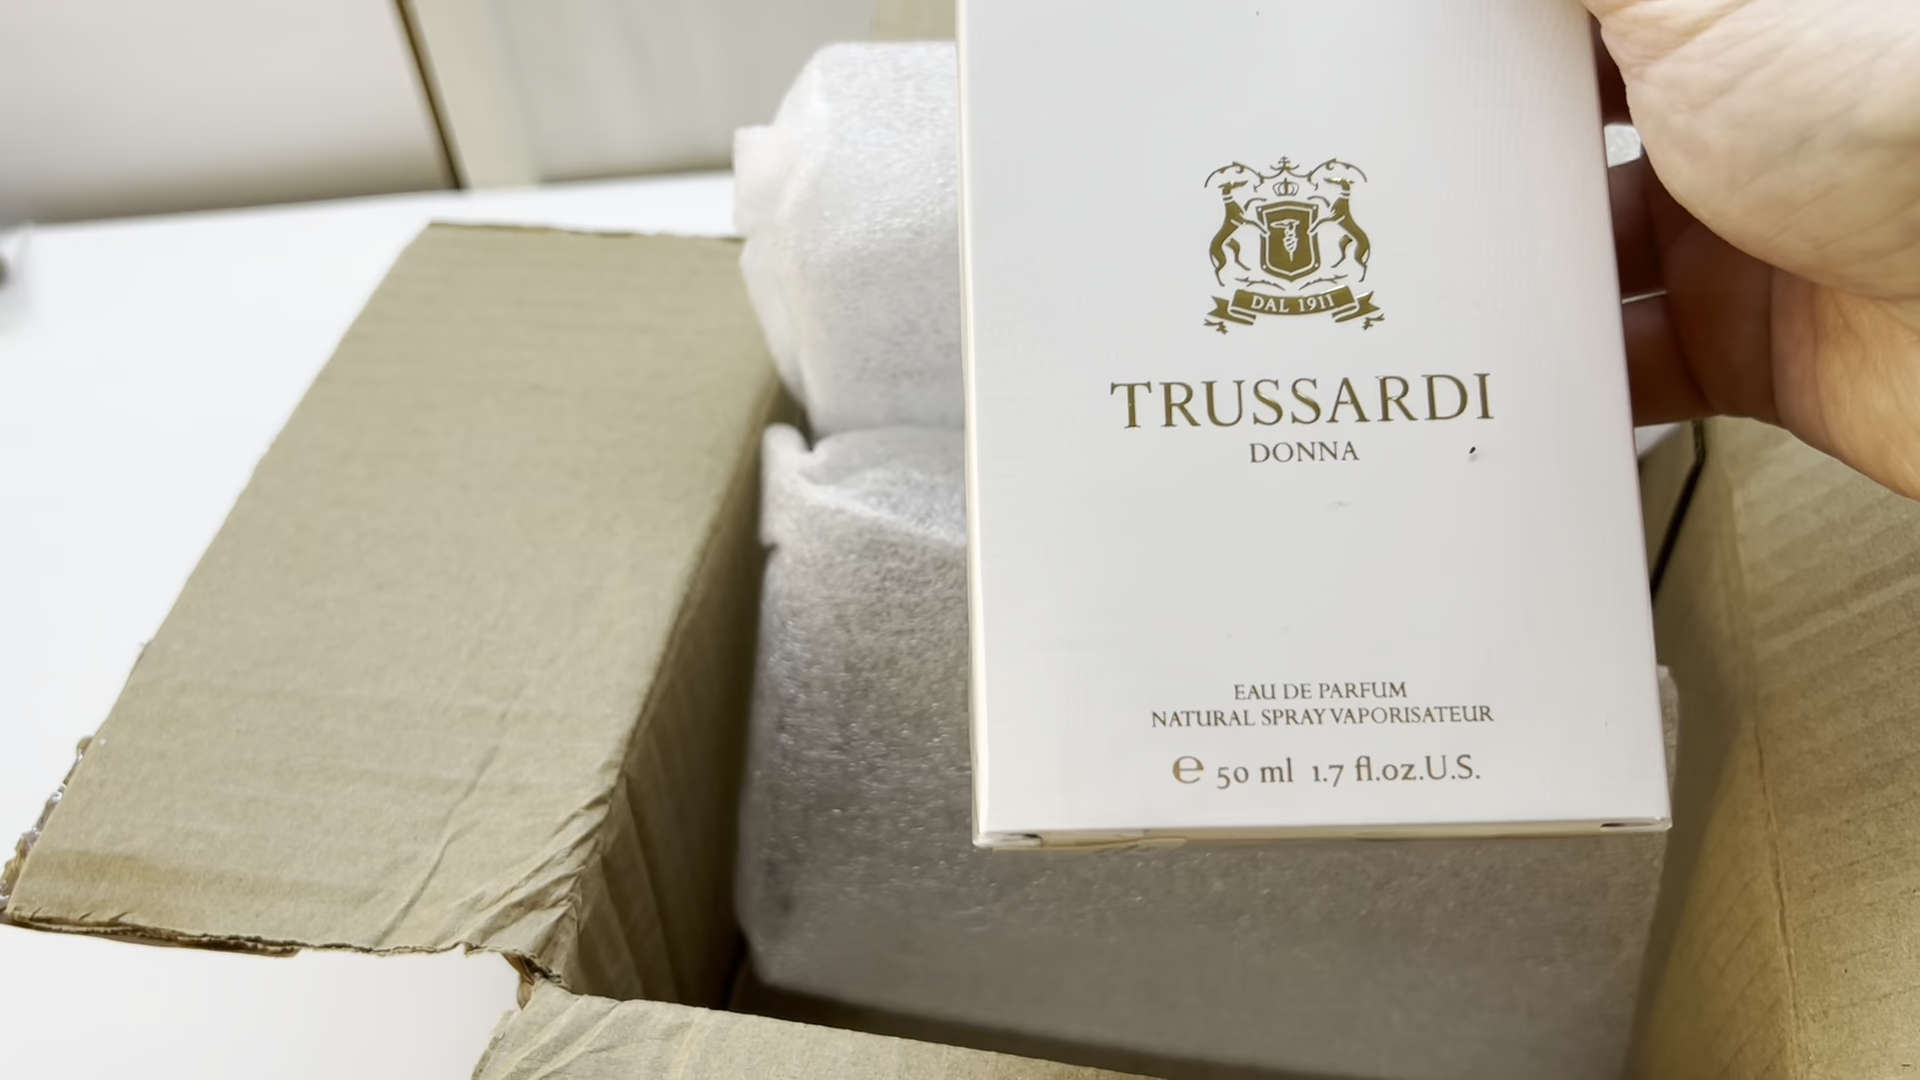 DAL 1911
TRUSSARDI
DONNA
EAU DE PARFUM
NATURAL SPRAY VAPORISATEUR
℮ 50 ml 1.7 fl.oz.U.S.